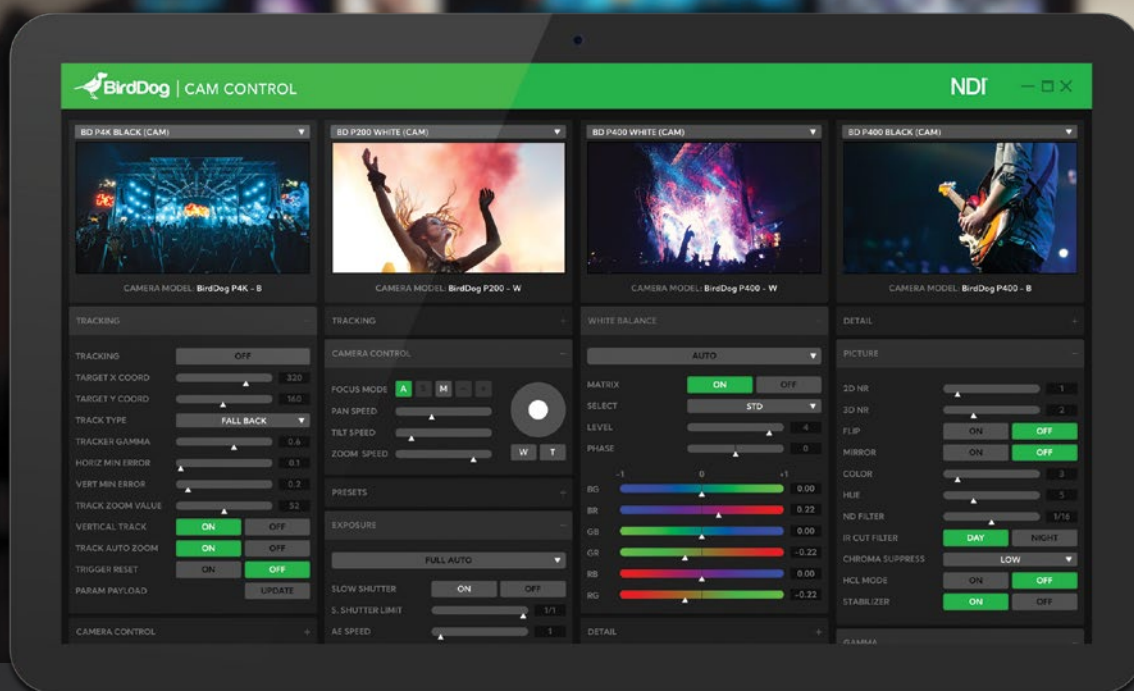 BirdDog | CAM CONTROL
NDI
BD P4K BLACK (CAM)
CAMERA MODEL: BirdDog P4K - B
TRACKING
TRACKING OFF
TARGET X COORD 320
TARGET Y COORD 160
TRACK TYPE FALL BACK
TRACKER GAMMA 0.6
HORIZ MIN ERROR 0.1
VERT MIN ERROR 0.2
TRACK ZOOM VALUE 52
VERTICAL TRACK ON OFF
TRACK AUTO ZOOM ON OFF
TRIGGER RESET ON OFF
PARAM PAYLOAD UPDATE
CAMERA CONTROL
BD P200 WHITE (CAM)
CAMERA MODEL: BirdDog P200 - W
TRACKING
CAMERA CONTROL
FOCUS MODE A S M - +
PAN SPEED
TILT SPEED
ZOOM SPEED W T
PRESETS
EXPOSURE
FULL AUTO
SLOW SHUTTER ON OFF
S. SHUTTER LIMIT 1/1
AE SPEED 1
BD P400 WHITE (CAM)
CAMERA MODEL: BirdDog P400 - W
WHITE BALANCE
AUTO
MATRIX ON OFF
SELECT STD
LEVEL 4
PHASE 0
-1 0 +1
BG 0.00
BR 0.22
GB 0.00
GR -0.22
RB 0.00
RG -0.22
DETAIL
BD P400 BLACK (CAM)
CAMERA MODEL: BirdDog P400 - B
DETAIL
PICTURE
2D NR 1
3D NR 2
FLIP ON OFF
MIRROR ON OFF
COLOR 3
HUE 5
ND FILTER 1/16
IR CUT FILTER DAY NIGHT
CHROMA SUPPRESS LOW
HCL MODE ON OFF
STABILIZER ON OFF
GAMMA